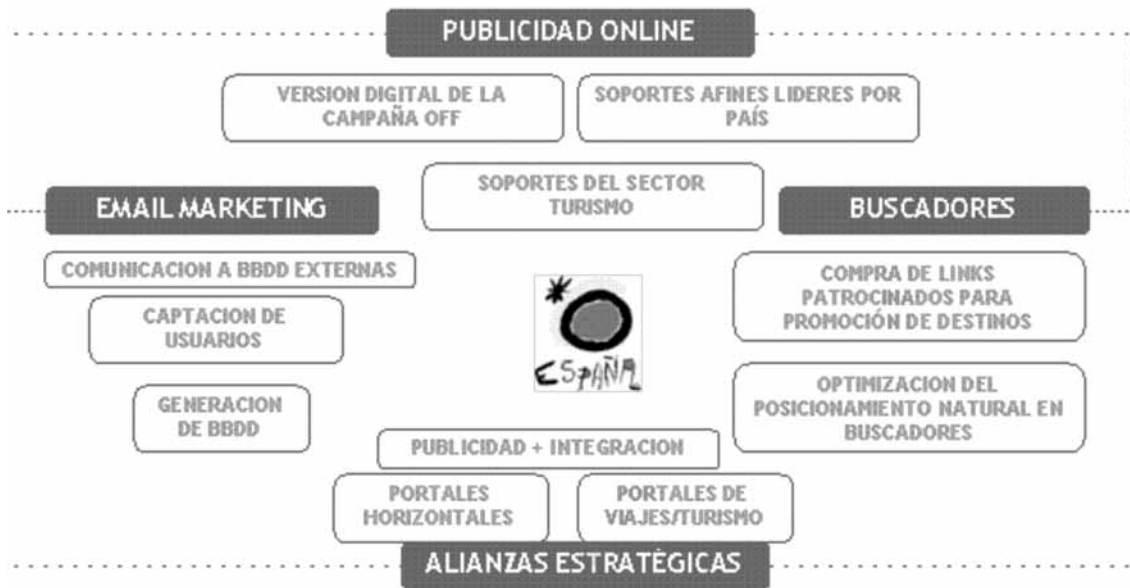 PUBLICIDAD ONLINE
VERSION DIGITAL DE LA
CAMPAÑA OFF
SOPORTES AFINES LIDERES POR
PAÍS
SOPORTES DEL SECTOR
TURISMO
EMAIL MARKETING
COMUNICACION A BBDD EXTERNAS
CAPTACION DE
USUARIOS
GENERACION
DE BBDD
BUSCADORES
COMPRA DE LINKS
PATROCINADOS PARA
PROMOCIÓN DE DESTINOS
OPTIMIZACION DEL
POSICIONAMIENTO NATURAL EN
BUSCADORES
ESPAÑA
PUBLICIDAD + INTEGRACION
PORTALES
HORIZONTALES
PORTALES DE
VIAJES/TURISMO
ALIANZAS ESTRATÉGICAS